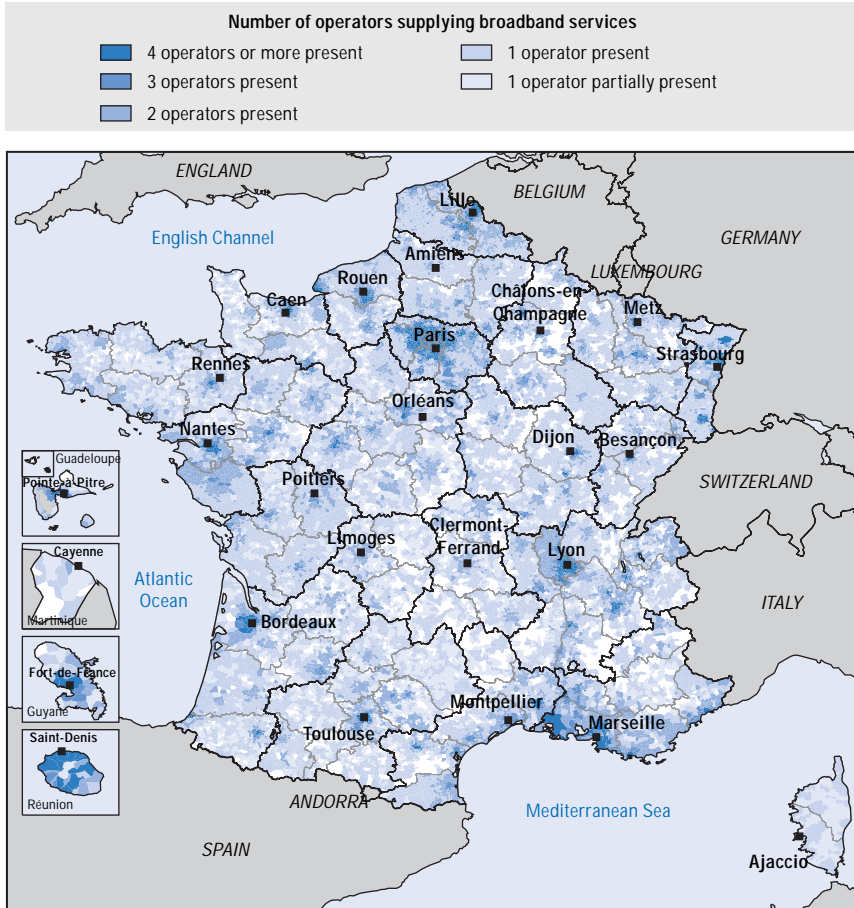 Number of operators supplying broadband services
4 operators or more present
1 operator present
3 operators present
1 operator partially present
2 operators present
ENGLAND
BELGIUM
Lille
English Channel
GERMANY
Amiens
LUXEMBOURG
Rouen
Châlons-en-
Champagne
Caen
Metz
Paris
Strasbourg
Rennes
Orléans
Nantes
Dijon
Besançon
Guadeloupe
Pointe-à-Pitre
Poitiers
SWITZERLAND
Clermont-
Ferrand
Limoges
Lyon
Cayenne
Atlantic
Ocean
ITALY
Martinique
Bordeaux
Fort-de-France
Guyane
Montpellier
Marseille
Toulouse
Saint-Denis
Réunion
ANDORRA
Mediterranean Sea
SPAIN
Ajaccio